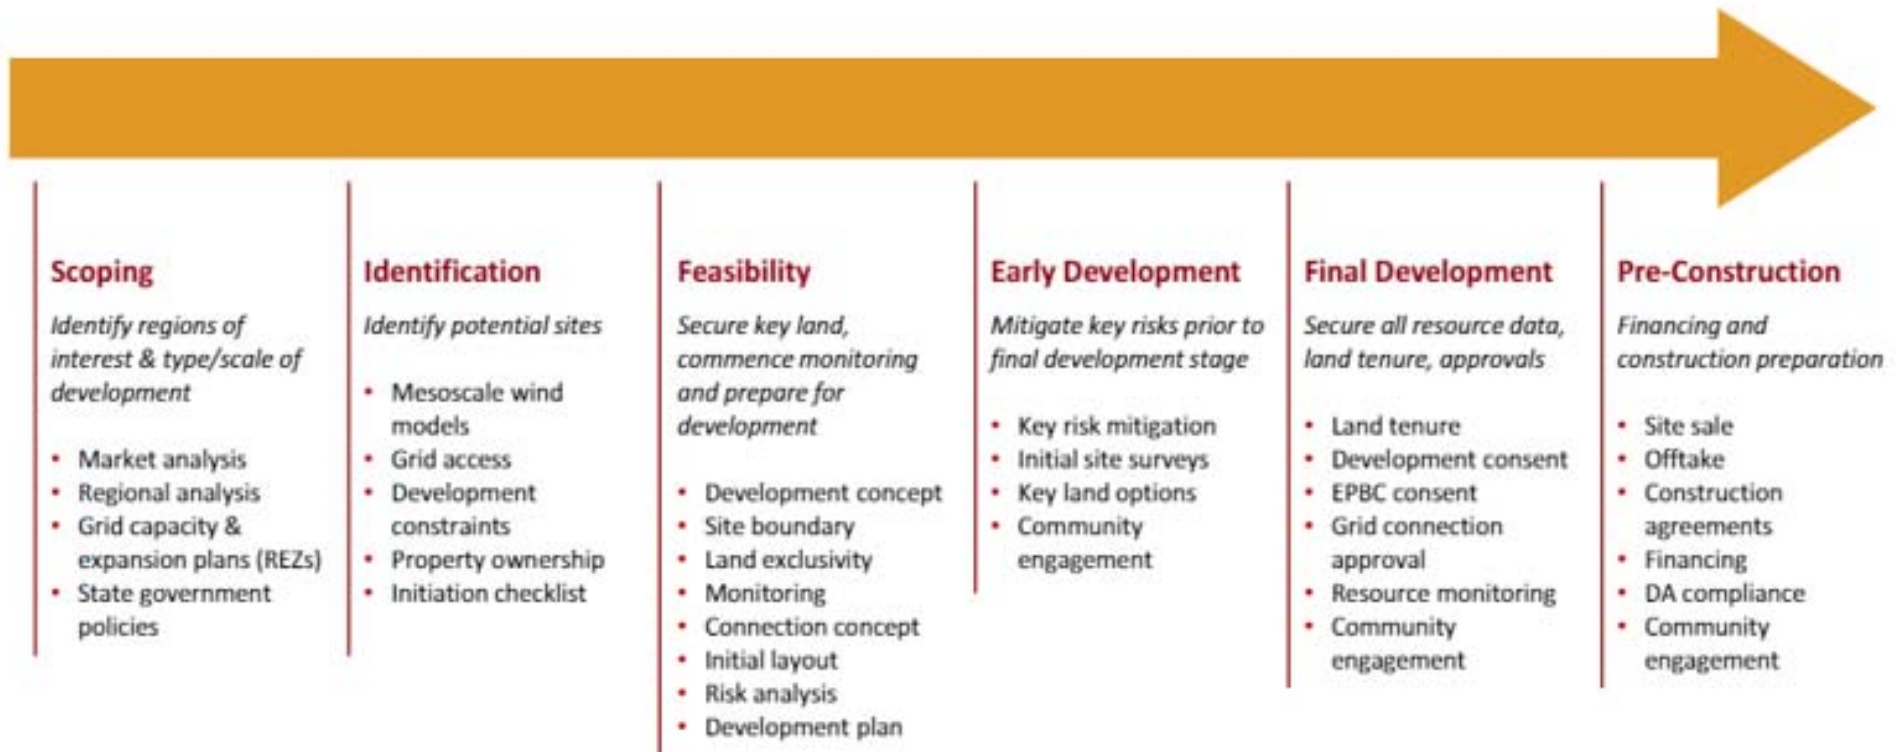 Scoping
Identify regions of
interest & type/scale of
development
• Market analysis
• Regional analysis
• Grid capacity &
expansion plans (REZs)
• State government
policies
Identification
Identify potential sites
• Mesoscale wind
models
• Grid access
• Development
constraints
• Property ownership
• Initiation checklist
Feasibility
Secure key land,
commence monitoring
and prepare for
development
• Development concept
• Site boundary
• Land exclusivity
• Monitoring
• Connection concept
• Initial layout
• Risk analysis
• Development plan
Early Development
Mitigate key risks prior to
final development stage
• Key risk mitigation
• Initial site surveys
• Key land options
• Community
engagement
Final Development
Secure all resource data,
land tenure, approvals
• Land tenure
• Development consent
• EPBC consent
• Grid connection
approval
• Resource monitoring
• Community
engagement
Pre-Construction
Financing and
construction preparation
• Site sale
• Offtake
• Construction
agreements
• Financing
• DA compliance
• Community
engagement